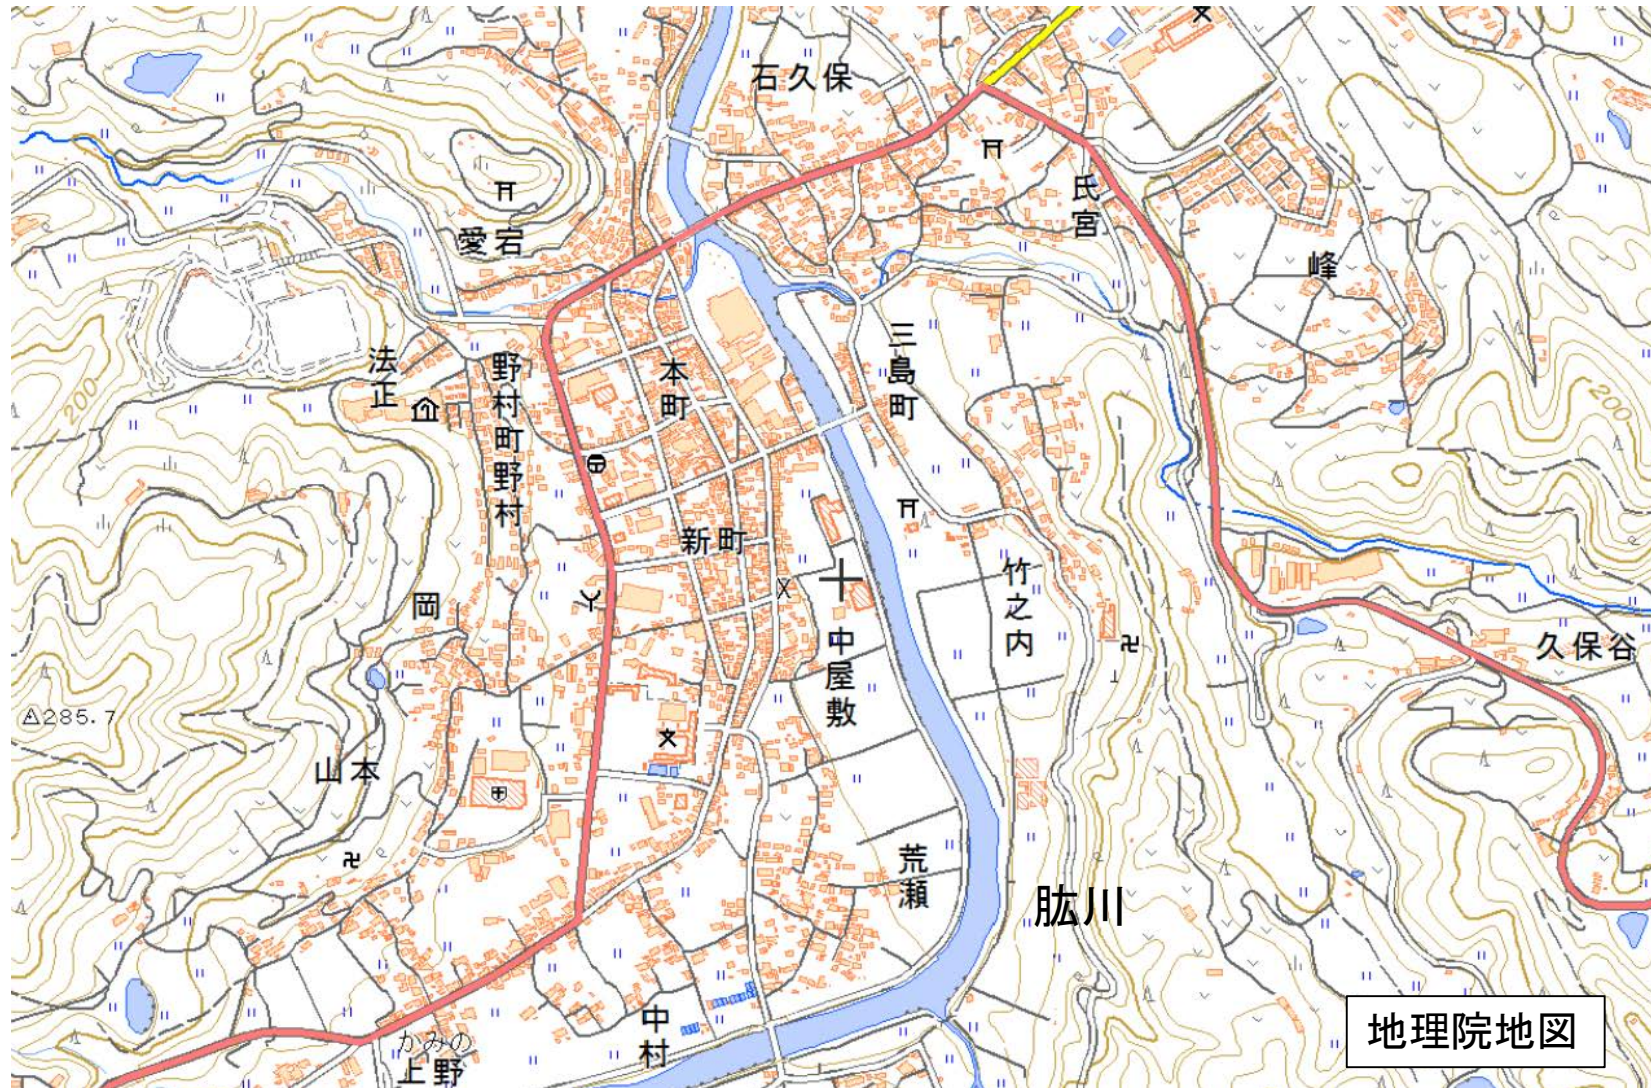 石久保
氏宮
愛宕
峰
法正
野村町野村
本町
三島町
200
200
新町
竹之内
岡
中屋敷
久保谷
285.7
山本
荒瀬
肱川
中村
かみの
上野
地理院地図